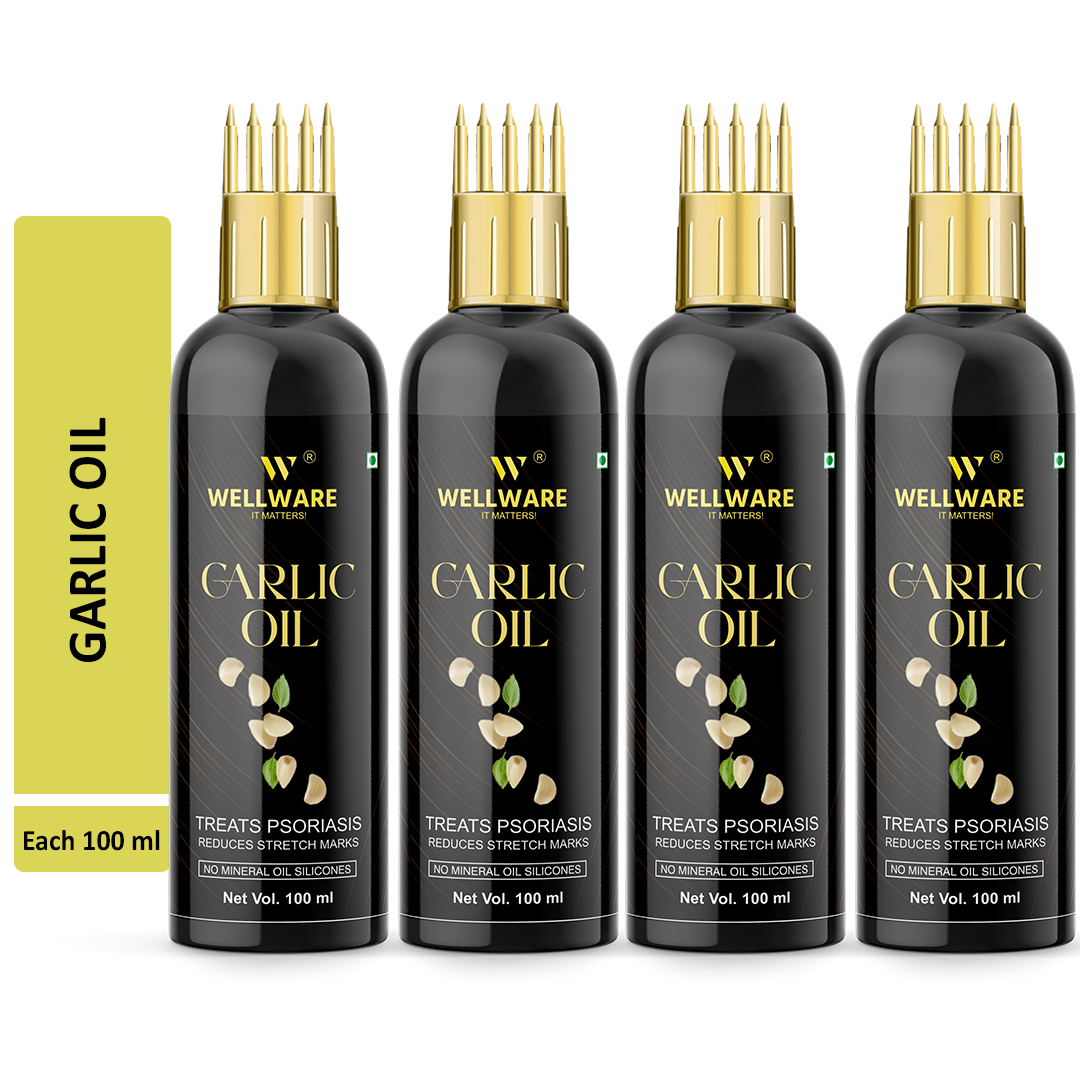 GARLIC OIL
Each 100 ml
W ®
WELLWARE
IT MATTERS!
GARLIC
OIL
TREATS PSORIASIS
REDUCES STRETCH MARKS
NO MINERAL OIL SILICONES
Net Vol. 100 ml
W ®
WELLWARE
IT MATTERS!
GARLIC
OIL
TREATS PSORIASIS
REDUCES STRETCH MARKS
NO MINERAL OIL SILICONES
Net Vol. 100 ml
W ®
WELLWARE
IT MATTERS!
GARLIC
OIL
TREATS PSORIASIS
REDUCES STRETCH MARKS
NO MINERAL OIL SILICONES
Net Vol. 100 ml
W ®
WELLWARE
IT MATTERS!
GARLIC
OIL
TREATS PSORIASIS
REDUCES STRETCH MARKS
NO MINERAL OIL SILICONES
Net Vol. 100 ml